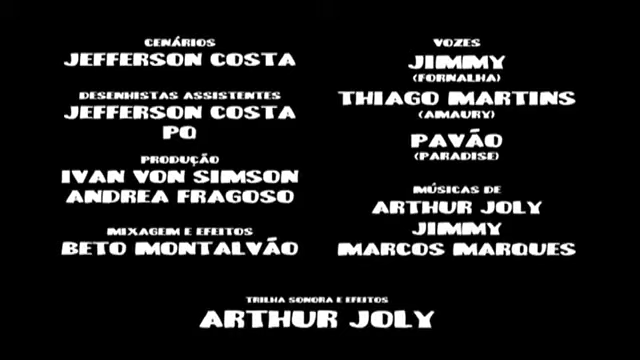 CENÁRIOS
JEFFERSON COSTA
DESENHISTAS ASSISTENTES
JEFFERSON COSTA
PQ
PRODUÇÃO
IVAN VON SIMSON
ANDREA FRAGOSO
MIXAGEM E EFEITOS
BETO MONTALVÃO
VOZES
JIMMY
(FORNALHA)
THIAGO MARTINS
(AMAURY)
PAVÃO
(PARADISE)
MÚSICAS DE
ARTHUR JOLY
JIMMY
MARCOS MARQUES
TRILHA SONORA E EFEITOS
ARTHUR JOLY